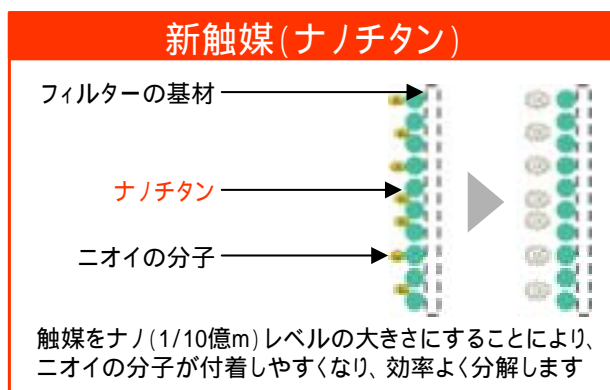 新触媒(ナノチタン)
フィルターの基材
ナノチタン
ニオイの分子
触媒をナノ(1/10億m)レベルの大きさにすることにより、
ニオイの分子が付着しやすくなり、効率よく分解します